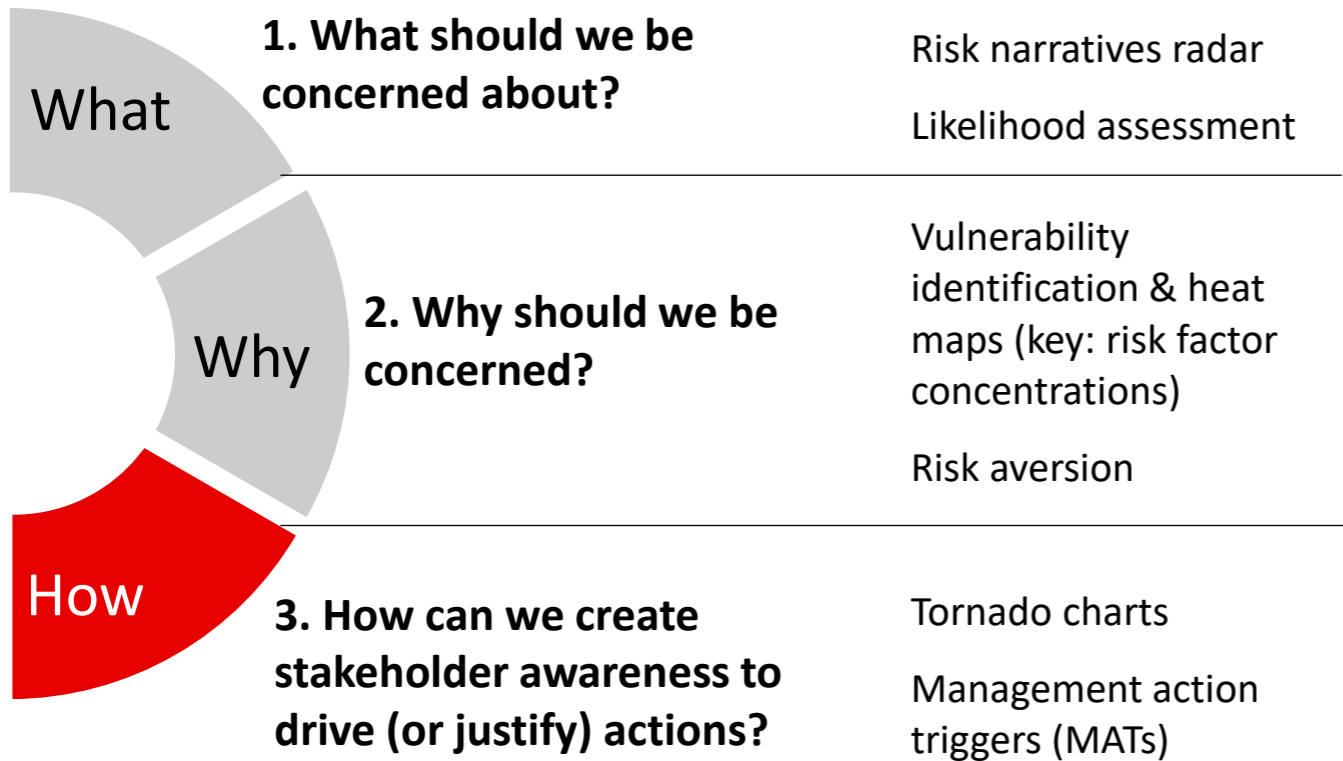 What
1. What should we be
concerned about?
Risk narratives radar
Likelihood assessment
Why
2. Why should we be
concerned?
Vulnerability
identification & heat
maps (key: risk factor
concentrations)
Risk aversion
How
3. How can we create
stakeholder awareness to
drive (or justify) actions?
Tornado charts
Management action
triggers (MATs)